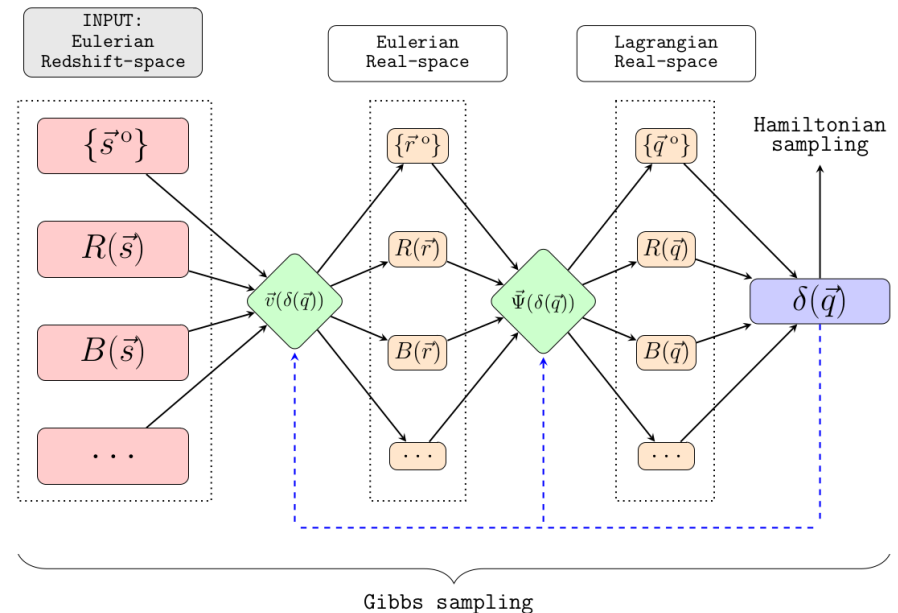 INPUT:
Eulerian
Redshift-space
Eulerian
Real-space
Lagrangian
Real-space
{s⃗ º}
R(s⃗)
B(s⃗)
···
v⃗(δ(q⃗))
{r⃗ º}
R(r⃗)
B(r⃗)
···
Ψ⃗(δ(q⃗))
{q⃗ º}
R(q⃗)
B(q⃗)
···
Hamiltonian
sampling
δ(q⃗)
Gibbs sampling